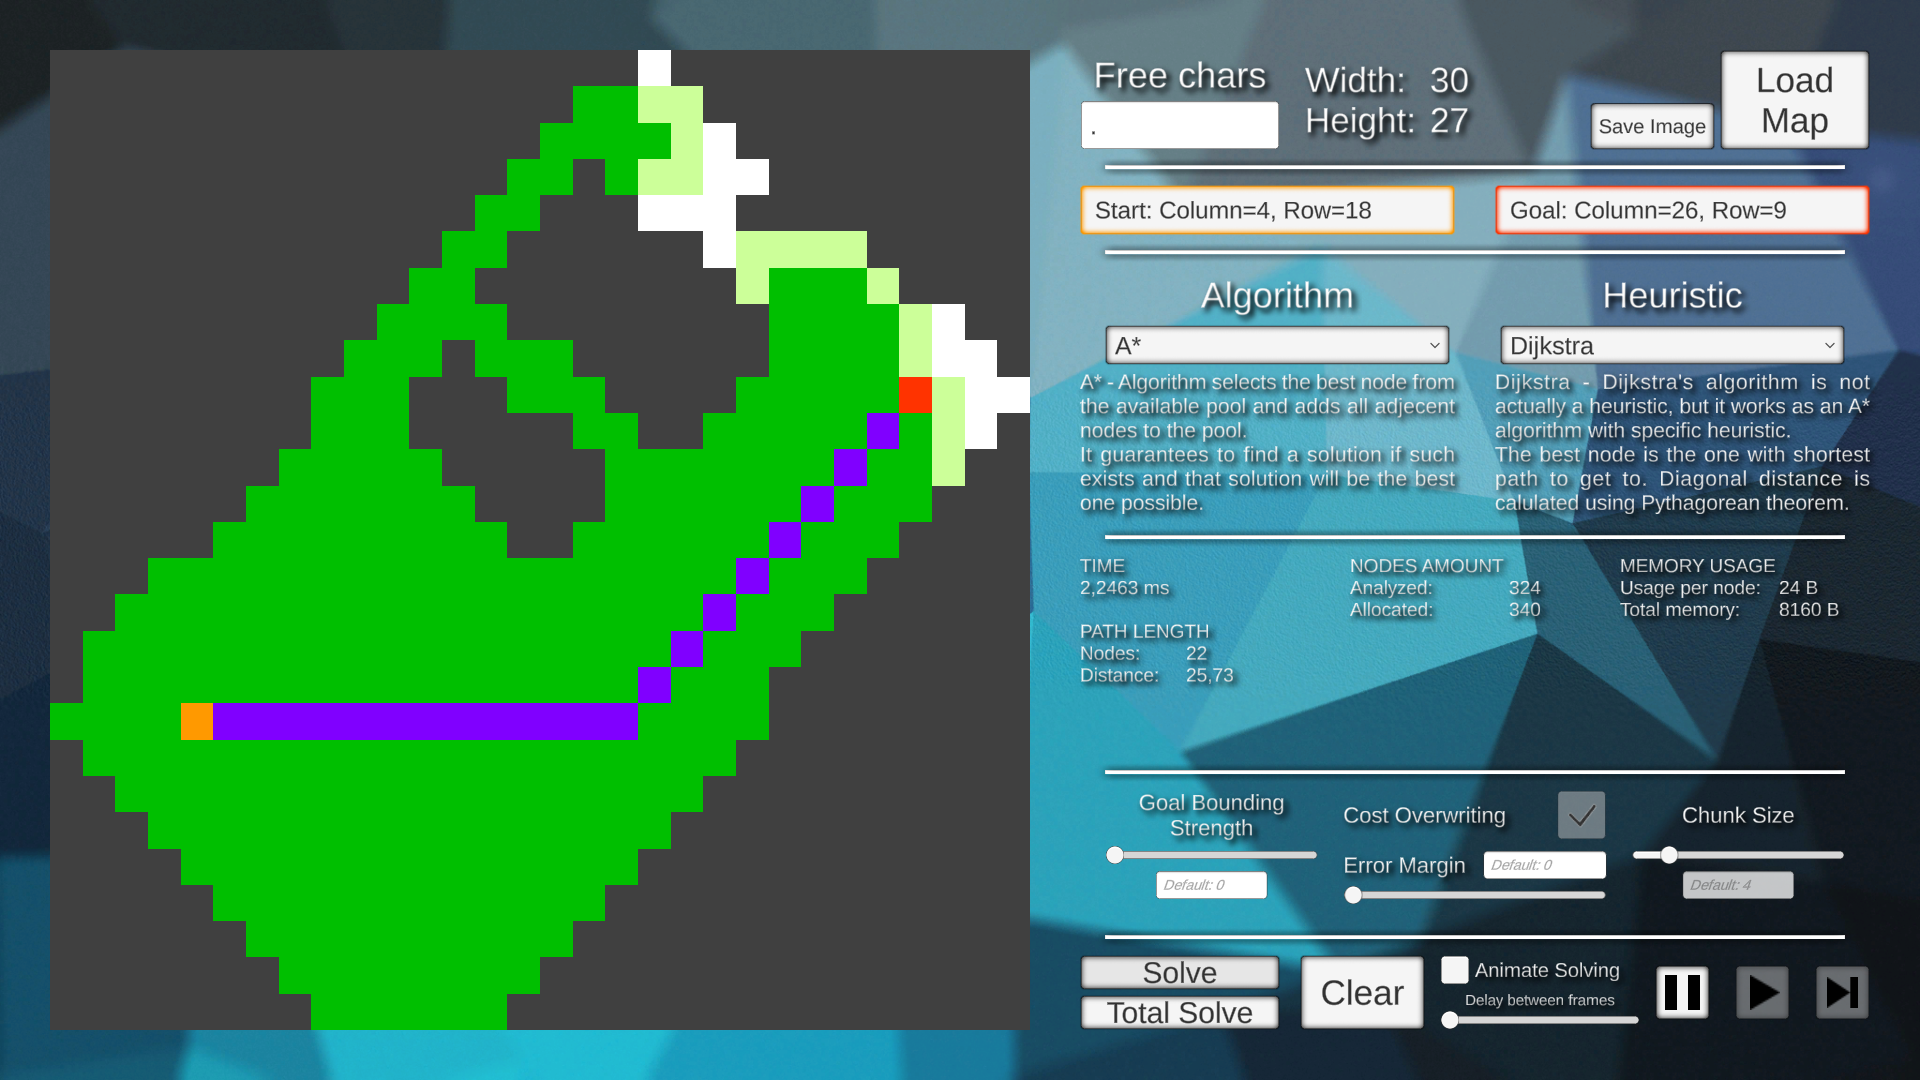 Free chars
.
Width: 30
Height: 27
Save Image
Load
Map
Start: Column=4, Row=18
Goal: Column=26, Row=9
Algorithm
A*
A* - Algorithm selects the best node from
the available pool and adds all adjecent
nodes to the pool.
It guarantees to find a solution if such
exists and that solution will be the best
one possible.
Heuristic
Dijkstra
Dijkstra - Dijkstra's algorithm is not
actually a heuristic, but it works as an A*
algorithm with specific heuristic.
The best node is the one with shortest
path to get to. Diagonal distance is
calulated using Pythagorean theorem.
TIME
2,2463 ms
PATH LENGTH
Nodes: 22
Distance: 25,73
NODES AMOUNT
Analyzed: 324
Allocated: 340
MEMORY USAGE
Usage per node: 24 B
Total memory: 8160 B
Goal Bounding
Strength
Default: 0
Cost Overwriting
Error Margin Default: 0
Chunk Size
Default: 4
Solve
Total Solve
Clear
Animate Solving
Delay between frames